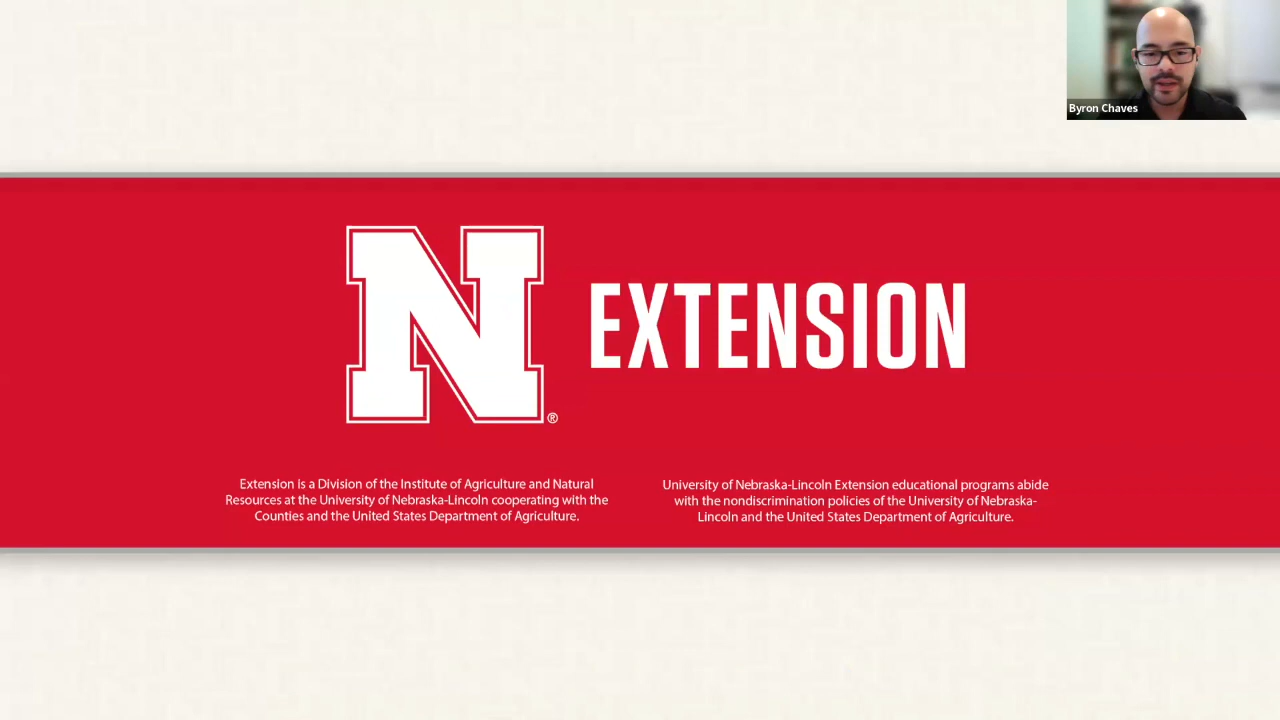 Byron Chaves
N
EXTENSION
®
Extension is a Division of the Institute of Agriculture and Natural
Resources at the University of Nebraska-Lincoln cooperating with the
Counties and the United States Department of Agriculture.
University of Nebraska-Lincoln Extension educational programs abide
with the nondiscrimination policies of the University of Nebraska-
Lincoln and the United States Department of Agriculture.